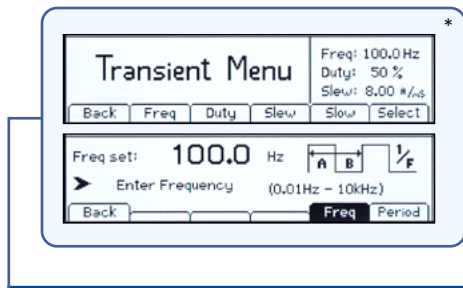 *
Transient Menu
Freq: 100.0 Hz
Duty: 50 %
Slew: 8.00 A/ms
Back Freq Duty Slew Slow Select
Freq set: 100.0 Hz A B 1/F
➤ Enter Frequency (0.01Hz - 10kHz)
Back Freq Period